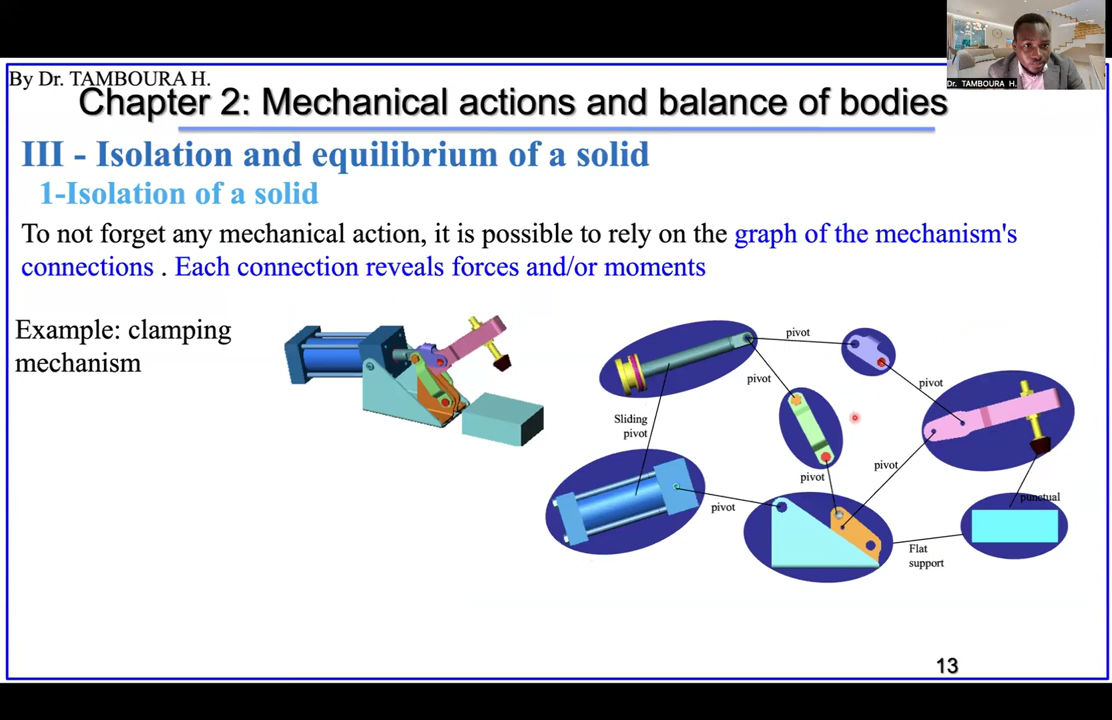 By Dr. TAMBOURA H.
Chapter 2: Mechanical actions and balance of bodies
Dr. TAMBOURA H.
III - Isolation and equilibrium of a solid
1-Isolation of a solid
To not forget any mechanical action, it is possible to rely on the graph of the mechanism's
connections . Each connection reveals forces and/or moments
Example: clamping
mechanism
pivot
pivot
pivot
Sliding
pivot
pivot
pivot
pivot
punctual
Flat
support
13